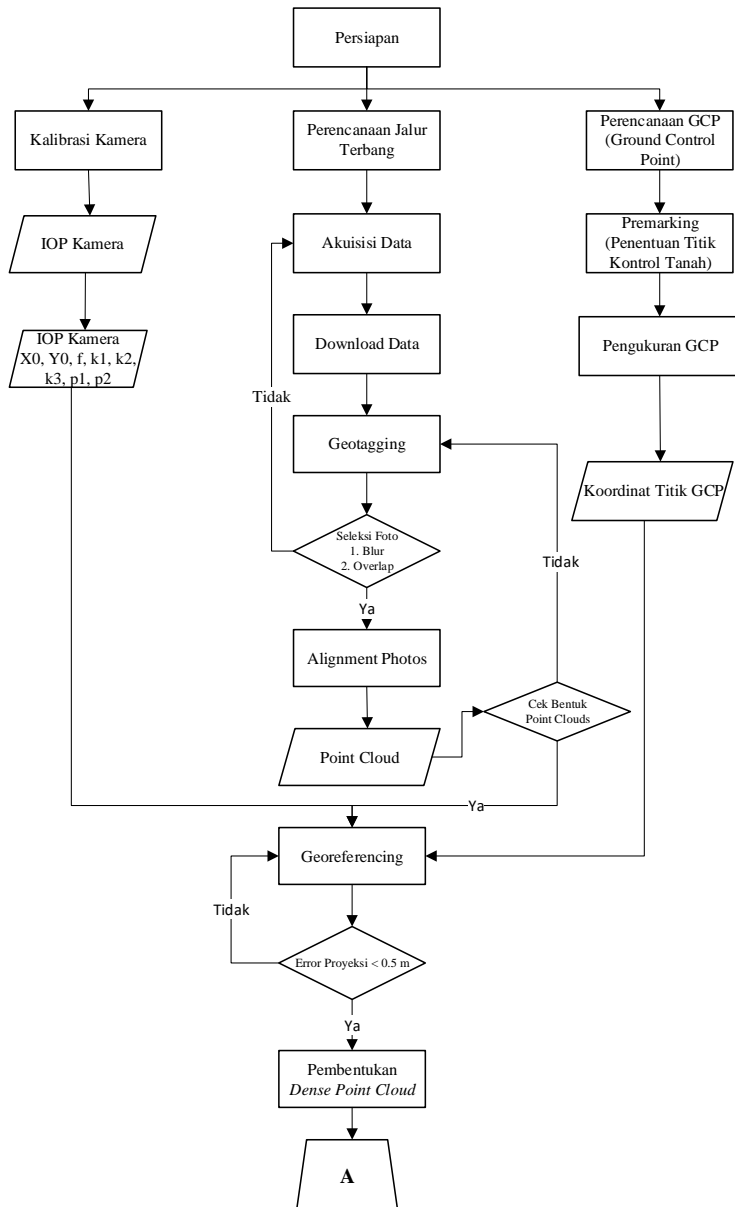 Persiapan
Kalibrasi Kamera
Perencanaan Jalur
Terbang
Perencanaan GCP
(Ground Control
Point)
IOP Kamera
Akuisisi Data
Premarking
(Penentuan Titik
Kontrol Tanah)
IOP Kamera
X0, Y0, f, k1, k2,
k3, p1, p2
Download Data
Pengukuran GCP
Tidak
Geotagging
Koordinat Titik GCP
Seleksi Foto
1. Blur
2. Overlap
Tidak
Ya
Alignment Photos
Cek Bentuk
Point Clouds
Point Cloud
Ya
Georeferencing
Tidak
Error Proyeksi < 0.5 m
Ya
Pembentukan
Dense Point Cloud
A